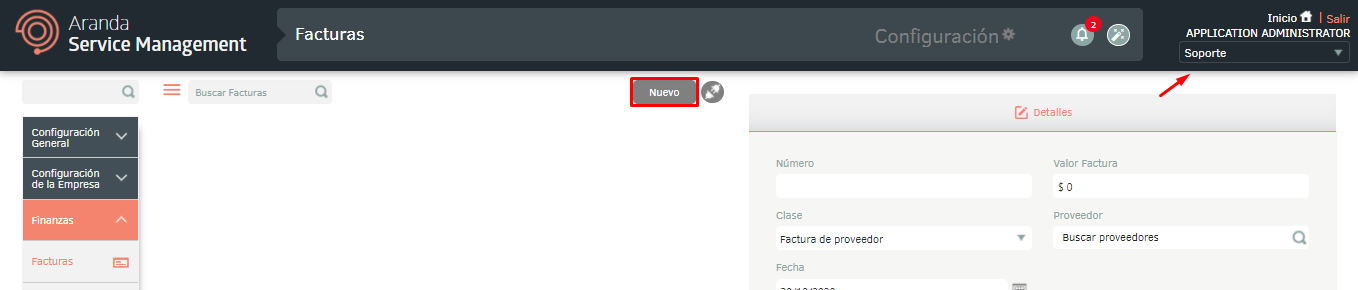 Aranda
Service Management
Facturas
Configuración
2
Inicio | Salir
APPLICATION ADMINISTRATOR
Soporte
Buscar Facturas
Nuevo
Configuración
General
Configuración
de la Empresa
Finanzas
Facturas
Detalles
Número
Valor Factura
$ 0
Clase
Proveedor
Factura de proveedor
Buscar proveedores
Fecha